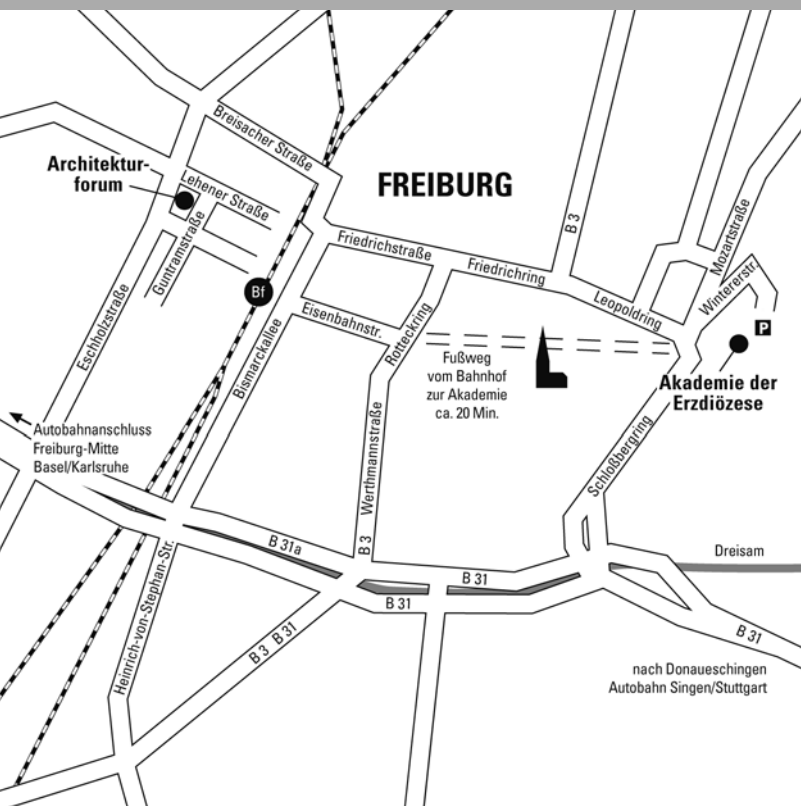 Breisacher Straße
Architektur-
forum
Lehener Straße
FREIBURG
Guntramstraße
B 3
Mozartstraße
Friedrichstraße
Friedrichring
Wintererstr.
Leopoldring
Bf
P
Eschholzstraße
Bismarckallee
Eisenbahnstr.
Rotteckring
Fußweg
vom Bahnhof
zur Akademie
ca. 20 Min.
Akademie der
Erzdiözese
Autobahnanschluss
Freiburg-Mitte
Basel/Karlsruhe
Werthmannstraße
B 3
Schloßbergring
B 31a
Dreisam
B 31
B 31
Heinrich-von-Stephan-Str.
B 3 B 31
B 31
nach Donaueschingen
Autobahn Singen/Stuttgart